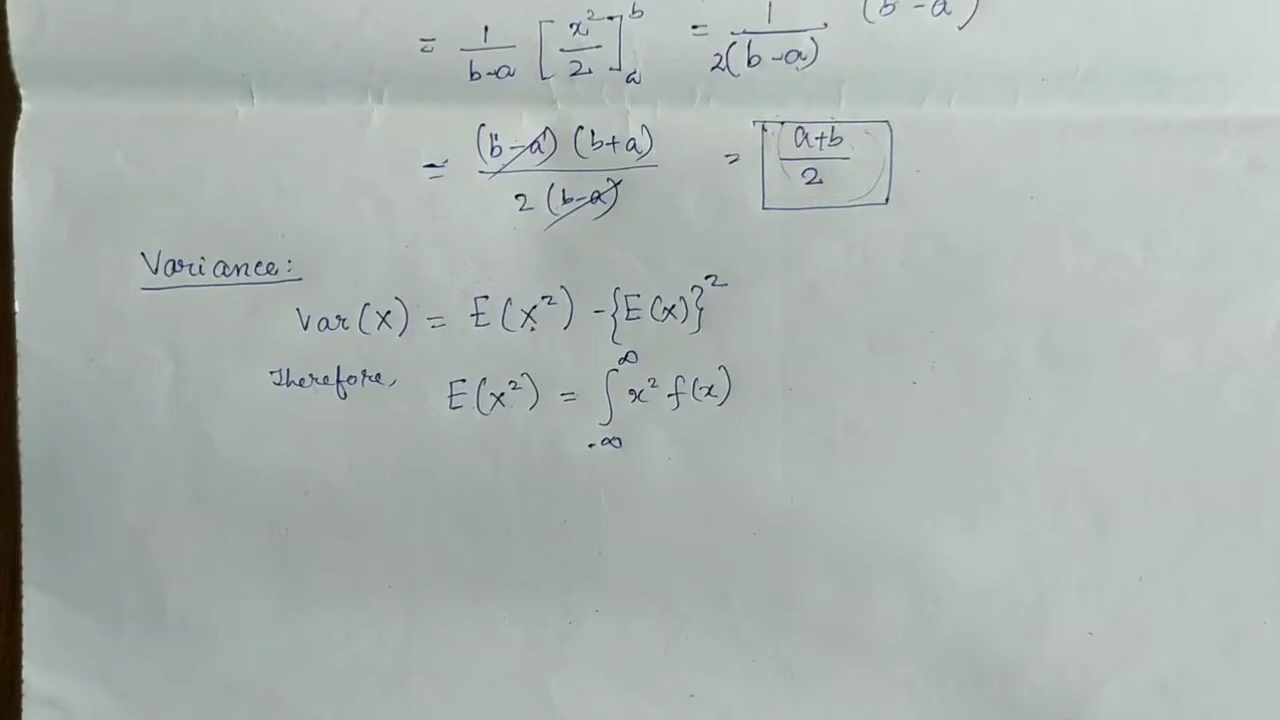 = 1/(b-a) [x²/2]ₐᵇ = 1/2(b-a) · (b -a )
= (b-a) (b+a) / 2 (b-a) = a+b / 2
Variance:
Var(X) = E(X²) - {E(X)}²
Therefore, E(X²) = ∫_{-∞}^{∞} x² f(x)